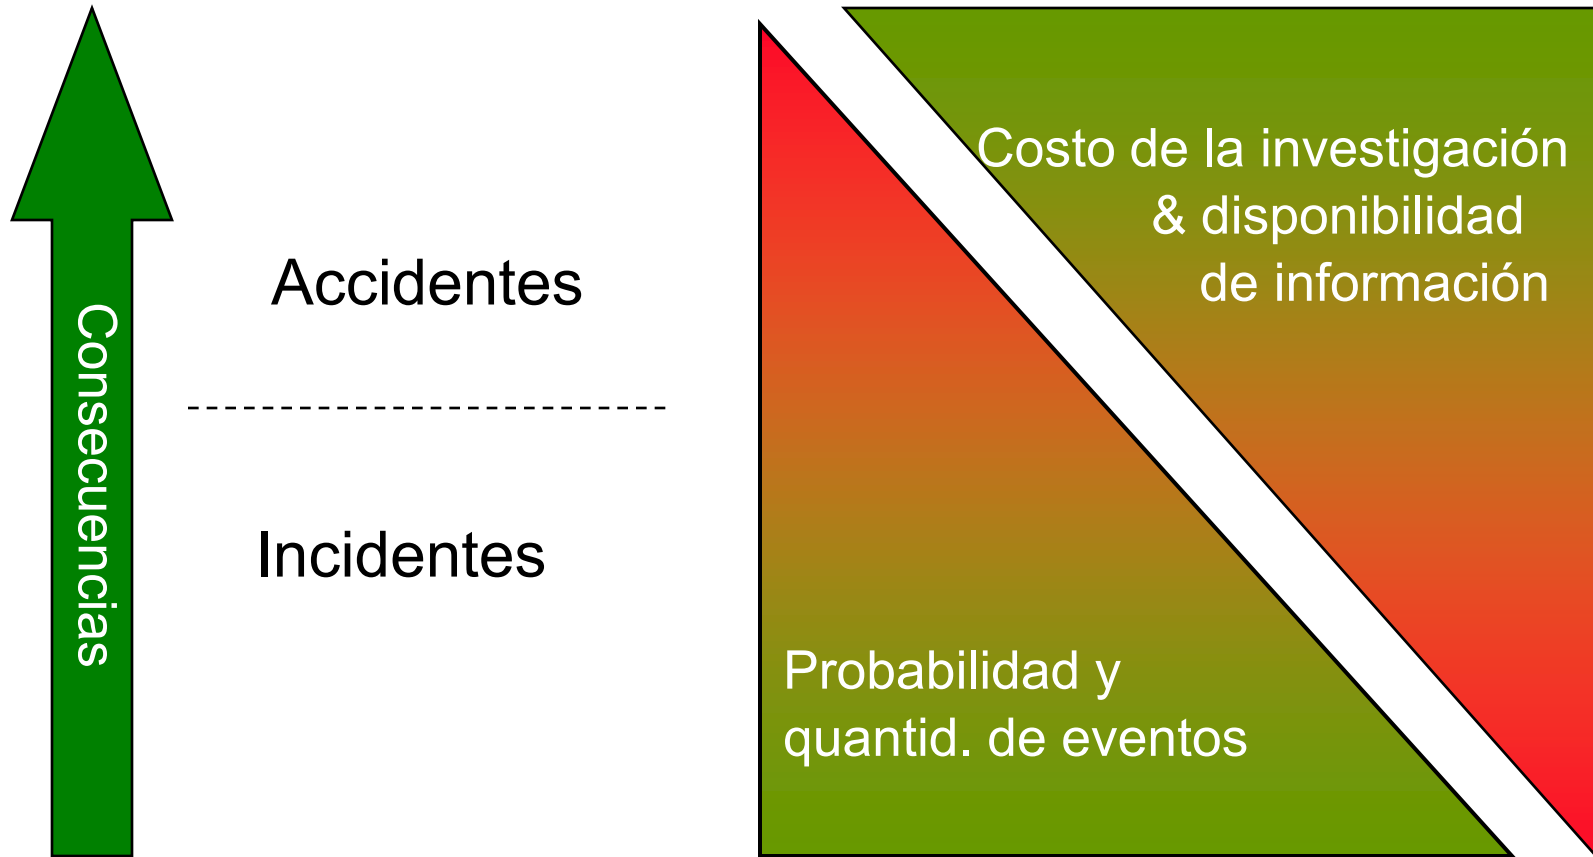 Consecuencias
Accidentes
Incidentes
Costo de la investigación
& disponibilidad
de información
Probabilidad y
quantid. de eventos